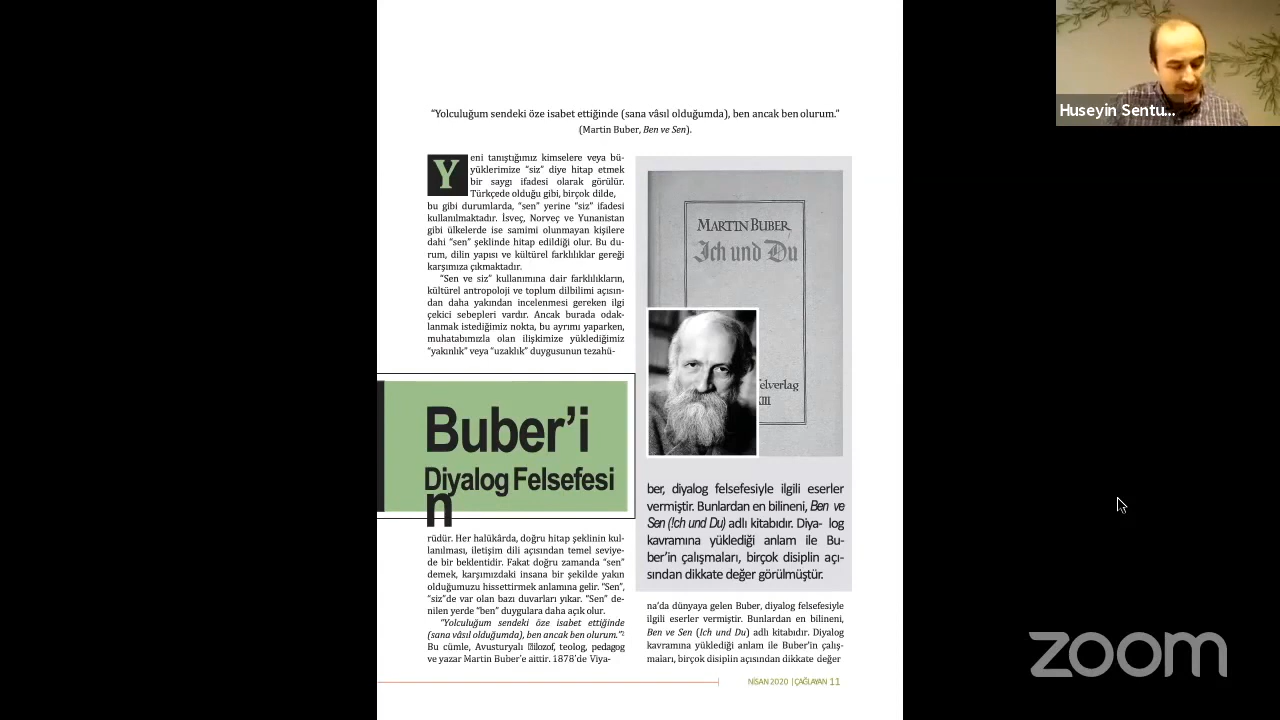 "Yolculuğum sendeki öze isabet ettiğinde (sana vâsıl olduğumda), ben ancak ben olurum."
(Martin Buber, Ben ve Sen).
Yeni tanıştığımız kimselere veya bü-
yüklerimize "siz" diye hitap etmek
bir saygı ifadesi olarak görülür.
Türkçede olduğu gibi, birçok dilde,
bu gibi durumlarda, "sen" yerine "siz" ifadesi
kullanılmaktadır. İsveç, Norveç ve Yunanistan
gibi ülkelerde ise samimi olunmayan kişilere
dahi "sen" şeklinde hitap edildiği olur. Bu du-
rum, dilin yapısı ve kültürel farklılıklar gereği
karşımıza çıkmaktadır.
"Sen ve siz" kullanımına dair farklılıkların,
kültürel antropoloji ve toplum dilbilimi açısın-
dan daha yakından incelenmesi gereken ilgi
çekici sebepleri vardır. Ancak burada odak-
lanmak istediğimiz nokta, bu ayrımı yaparken,
muhatabımızla olan ilişkimize yüklediğimiz
"yakınlık" veya "uzaklık" duygusunun tezahü-
Buber'i
Diyalog Felsefesi
n
rüdür. Her halükârda, doğru hitap şeklinin kul-
lanılması, iletişim dili açısından temel seviye-
de bir beklentidir. Fakat doğru zamanda "sen"
demek, karşımızdaki insana bir şekilde yakın
olduğumuzu hissettirmek anlamına gelir. "Sen",
"siz"de var olan bazı duvarları yıkar. "Sen" de-
nilen yerde "ben" duygulara daha açık olur.
"Yolculuğum sendeki öze isabet ettiğinde
(sana vâsıl olduğumda), ben ancak ben olurum."²
Bu cümle, Avusturyalı filozof, teolog, pedagog
ve yazar Martin Buber'e aittir. 1878'de Viya-
MARTIN BUBER
Ich und Du
elverlag
XIII
ber, diyalog felsefesiyle ilgili eserler
vermiştir. Bunlardan en bilineni, Ben ve
Sen (Ich und Du) adlı kitabıdır. Diya- log
kavramına yüklediği anlam ile Bu-
ber'in çalışmaları, birçok disiplin açı-
sından dikkate değer görülmüştür.
na'da dünyaya gelen Buber, diyalog felsefesiyle
ilgili eserler vermiştir. Bunlardan en bilineni,
Ben ve Sen (Ich und Du) adlı kitabıdır. Diyalog
kavramına yüklediği anlam ile Buber'in çalış-
maları, birçok disiplin açısından dikkate değer
NİSAN 2020 | ÇAĞLAYAN 11
Huseyin Sentu...
zoom